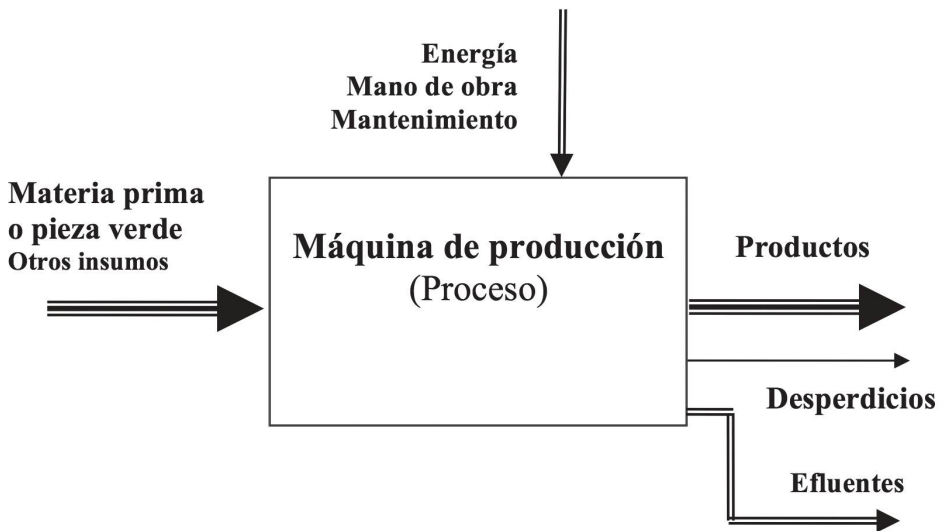 Energía
Mano de obra
Mantenimiento
Materia prima
o pieza verde
Otros insumos
Máquina de producción
(Proceso)
Productos
Desperdicios
Efluentes